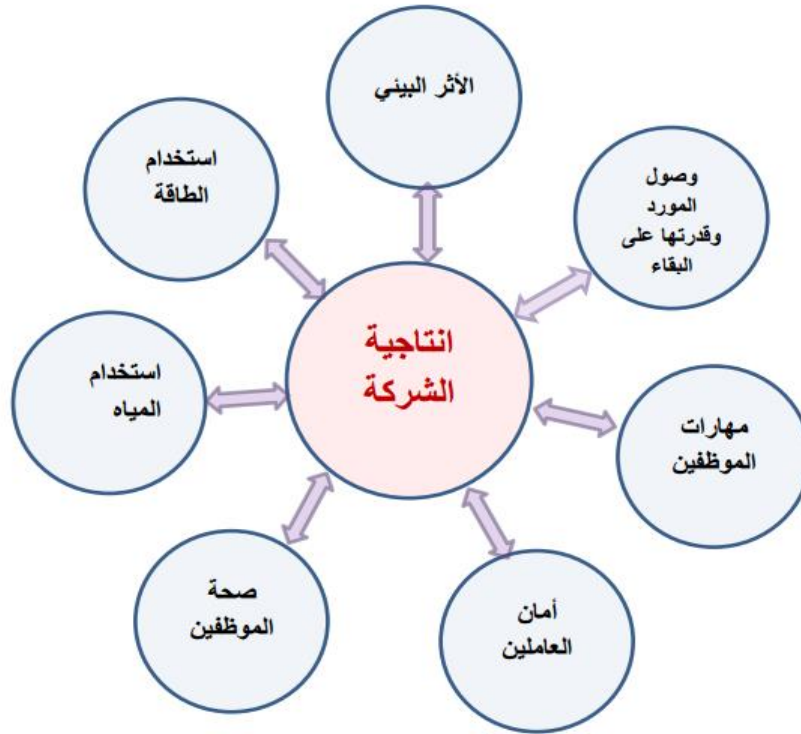 الأثر البيئي
استخدام
الطاقة
وصول
المورد
وقدرتها على
البقاء
انتاجية
الشركة
استخدام
المياه
مهارات
الموظفين
صحة
الموظفين
أمان
العاملين